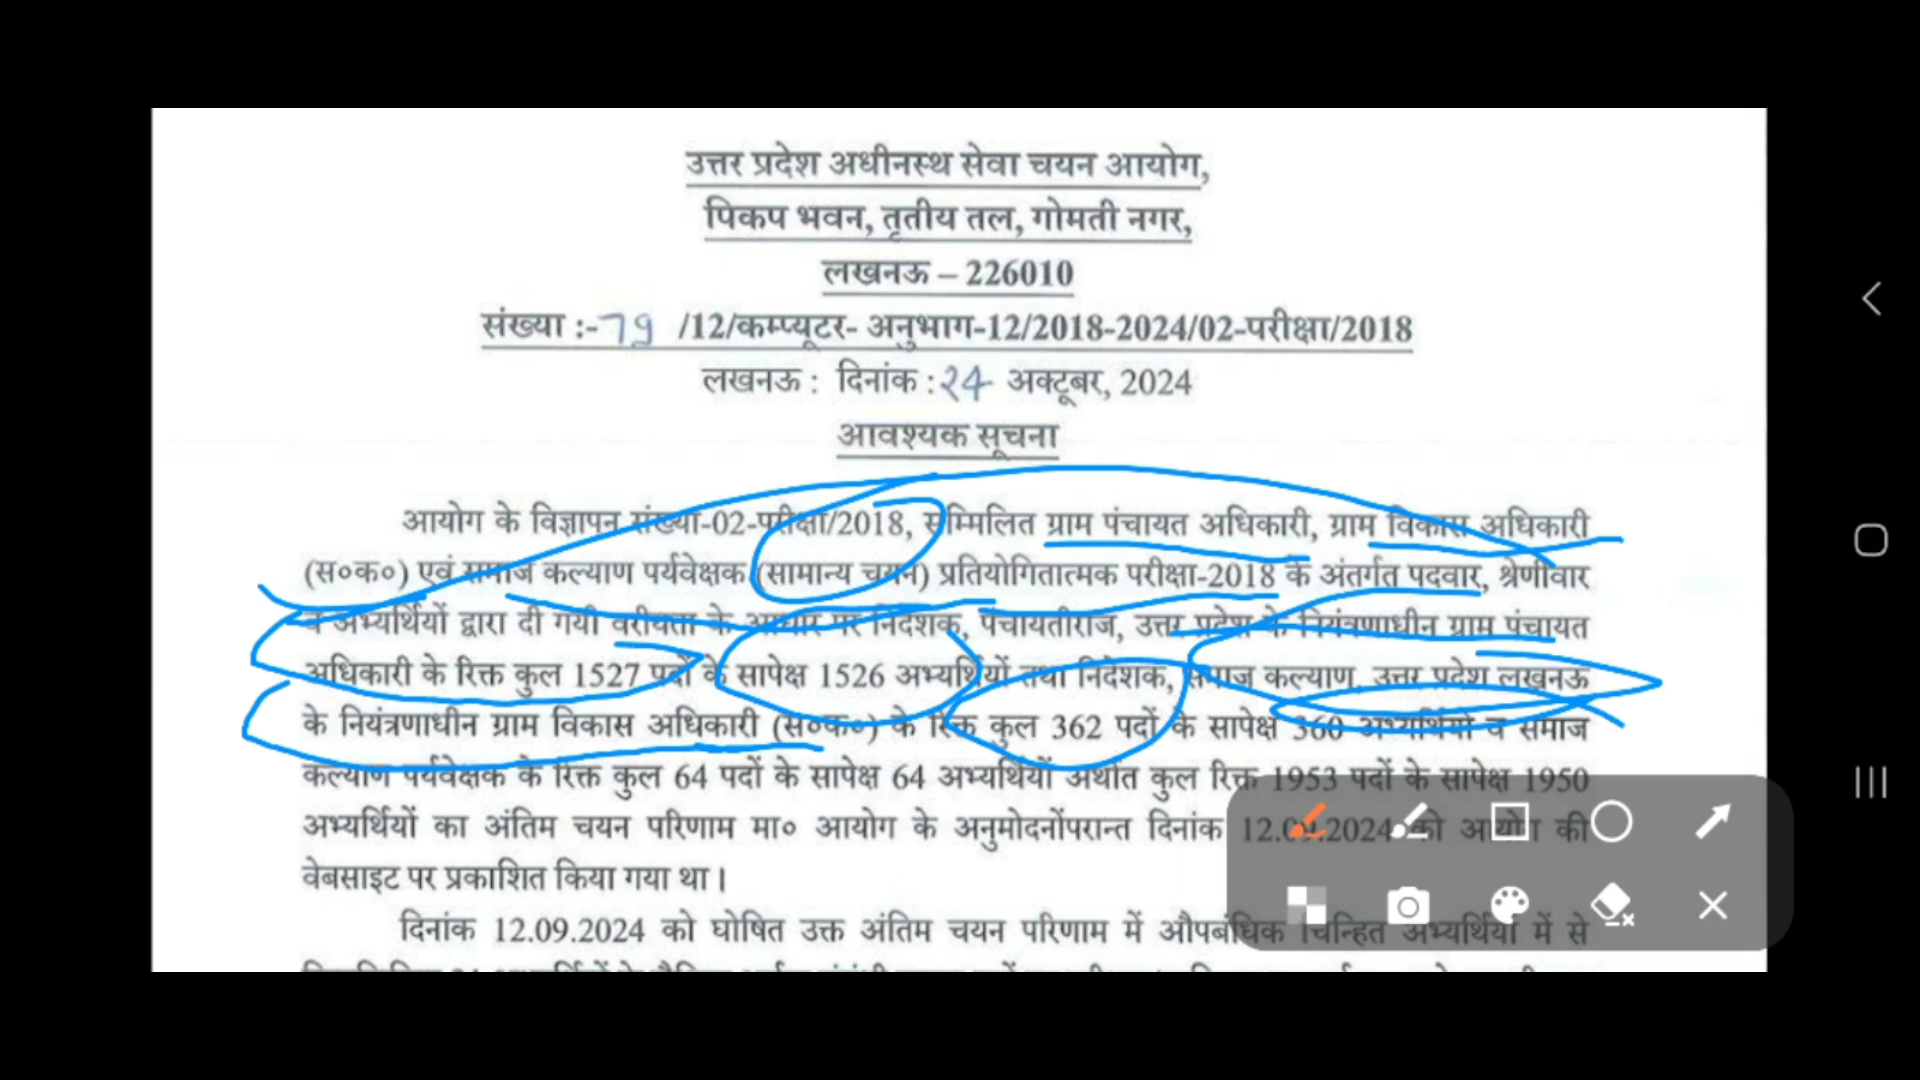 उत्तर प्रदेश अधीनस्थ सेवा चयन आयोग,
पिकप भवन, तृतीय तल, गोमती नगर,
लखनऊ – 226010
संख्या :-79 /12/कम्प्यूटर- अनुभाग-12/2018-2024/02-परीक्षा/2018
लखनऊ : दिनांक :24 अक्टूबर, 2024
आवश्यक सूचना
आयोग के विज्ञापन संख्या-02-परीक्षा/2018, सम्मिलित ग्राम पंचायत अधिकारी, ग्राम विकास अधिकारी
(स०क०) एवं समाज कल्याण पर्यवेक्षक (सामान्य चयन) प्रतियोगितात्मक परीक्षा-2018 के अंतर्गत पदवार, श्रेणीवार
व अभ्यर्थियों द्वारा दी गयी वरीयता के आधार पर निदेशक, पंचायतीराज, उत्तर प्रदेश के नियंत्रणाधीन ग्राम पंचायत
अधिकारी के रिक्त कुल 1527 पदों के सापेक्ष 1526 अभ्यर्थियों तथा निदेशक, समाज कल्याण, उत्तर प्रदेश लखनऊ
के नियंत्रणाधीन ग्राम विकास अधिकारी (स०क०) के रिक्त कुल 362 पदों के सापेक्ष 360 अभ्यर्थियों व समाज
कल्याण पर्यवेक्षक के रिक्त कुल 64 पदों के सापेक्ष 64 अभ्यर्थियों अर्थात कुल रिक्त 1953 पदों के सापेक्ष 1950
अभ्यर्थियों का अंतिम चयन परिणाम मा० आयोग के अनुमोदनोंपरान्त दिनांक 12.09.2024 को आयोग की
वेबसाइट पर प्रकाशित किया गया था।
दिनांक 12.09.2024 को घोषित उक्त अंतिम चयन परिणाम में औपबंधिक चिन्हित अभ्यर्थियों में से